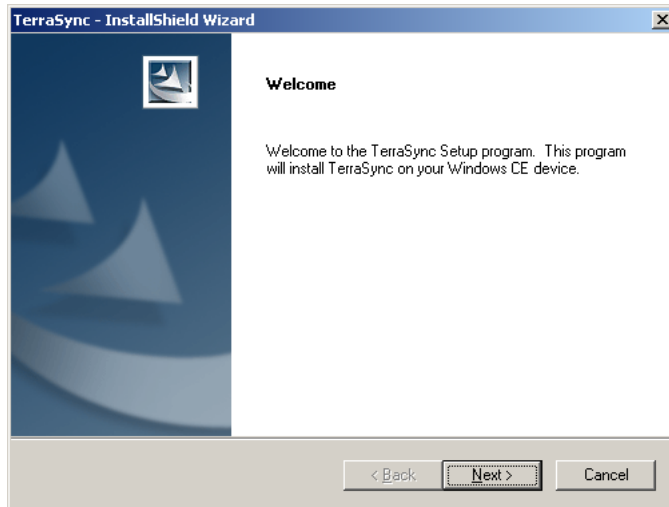 TerraSync - InstallShield Wizard
Welcome
Welcome to the TerraSync Setup program. This program
will install TerraSync on your Windows CE device.
< Back
Next >
Cancel